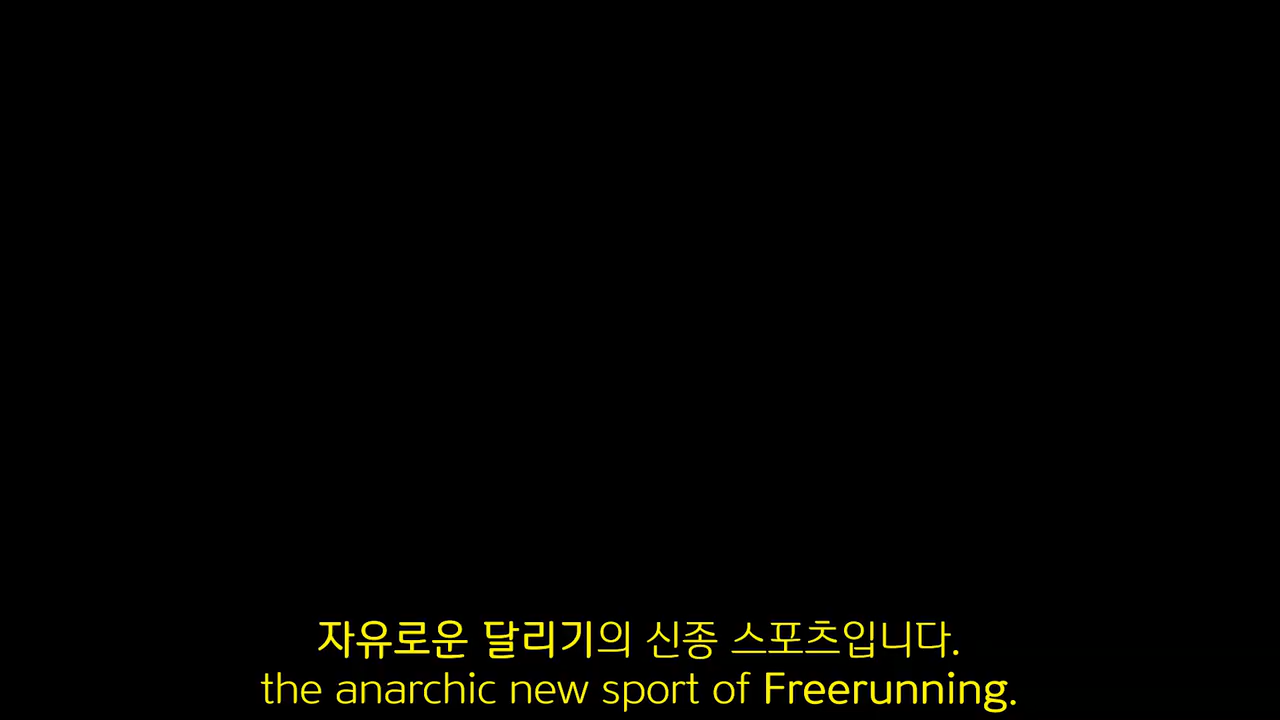 자유로운 달리기의 신종 스포츠입니다.
the anarchic new sport of Freerunning.